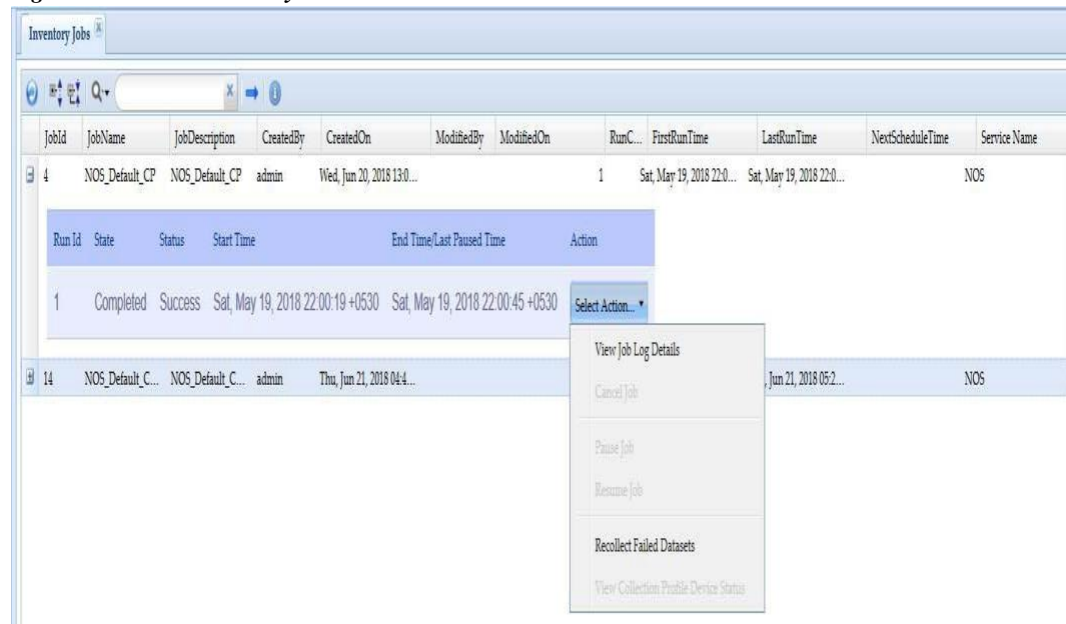 Inventory Jobs
JobId JobName JobDescription CreatedBy CreatedOn ModifiedBy ModifiedOn RunC... FirstRunTime LastRunTime NextScheduleTime Service Name
4 NOS_Default_CP NOS_Default_CP admin Wed, Jun 20, 2018 13:0... 1 Sat, May 19, 2018 22:0... Sat, May 19, 2018 22:0... NOS
Run Id State Status Start Time End Time/Last Paused Time Action
1 Completed Success Sat, May 19, 2018 22:00:19 +0530 Sat, May 19, 2018 22:00:45 +0530 Select Action...
View Job Log Details
14 NOS_Default_C... NOS_Default_C... admin Thu, Jun 21, 2018 04:4... , Jun 21, 2018 05:2... NOS
Cancel Job
Pause Job
Resume Job
Recollect Failed Datasets
View Collection Profile Device Status